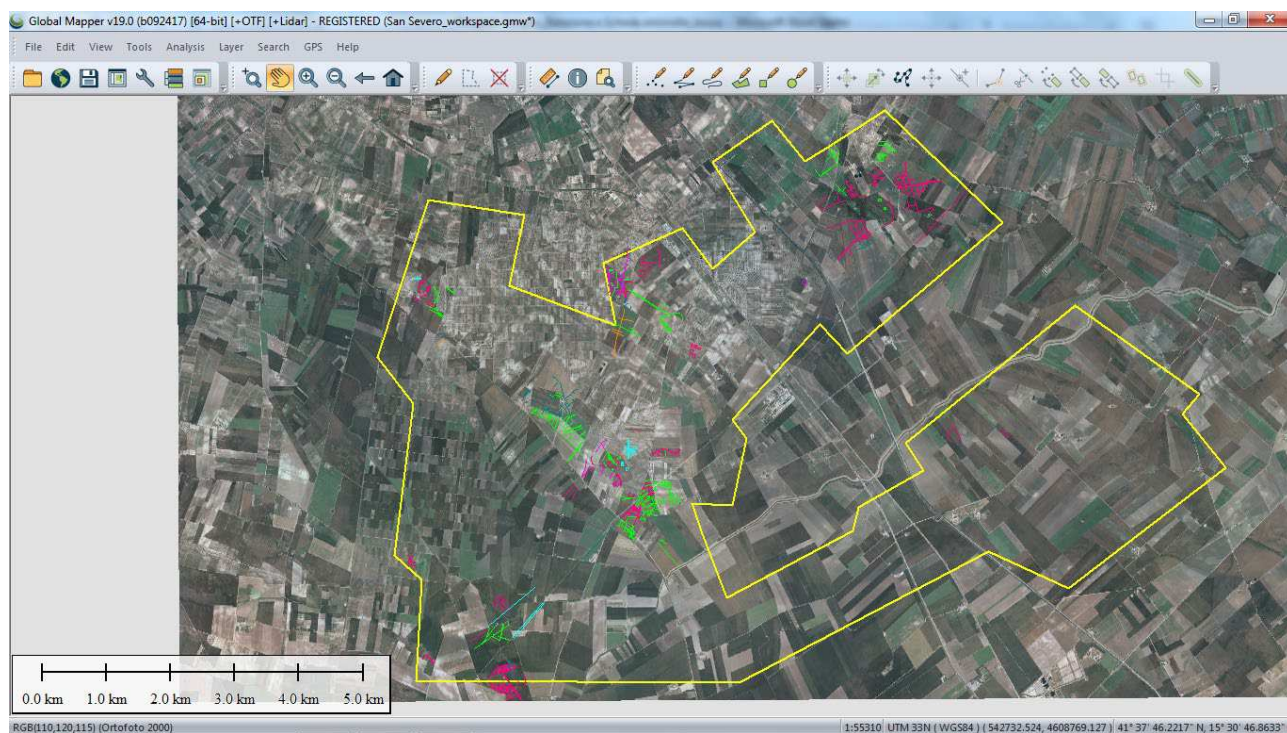 Global Mapper v19.0 (b092417) [64-bit] [+OTF] [+Lidar] - REGISTERED (San Severo_workspace.gmw*)
File Edit View Tools Analysis Layer Search GPS Help
0.0 km 1.0 km 2.0 km 3.0 km 4.0 km 5.0 km
RGB(110,120,115) (Ortofoto 2000) 1:55310 UTM 33N ( WGS84 ) ( 542732.524, 4608769.127 ) 41° 37' 46.2217" N, 15° 30' 46.8633"